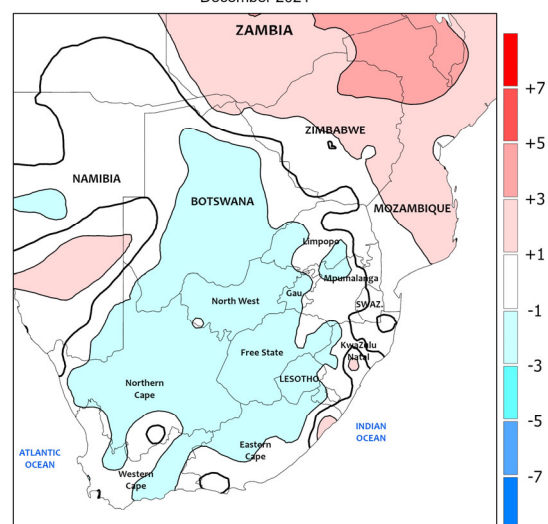 ZAMBIA
ZIMBABWE
NAMIBIA
BOTSWANA
MOZAMBIQUE
Limpopo
Mpumalanga
Gau
North West
SWAZ.
KwaZulu
Natal
Free State
LESOTHO
Northern
Cape
Eastern
Cape
Western
Cape
ATLANTIC
OCEAN
INDIAN
OCEAN
+7
+5
+3
+1
-1
-3
-5
-7